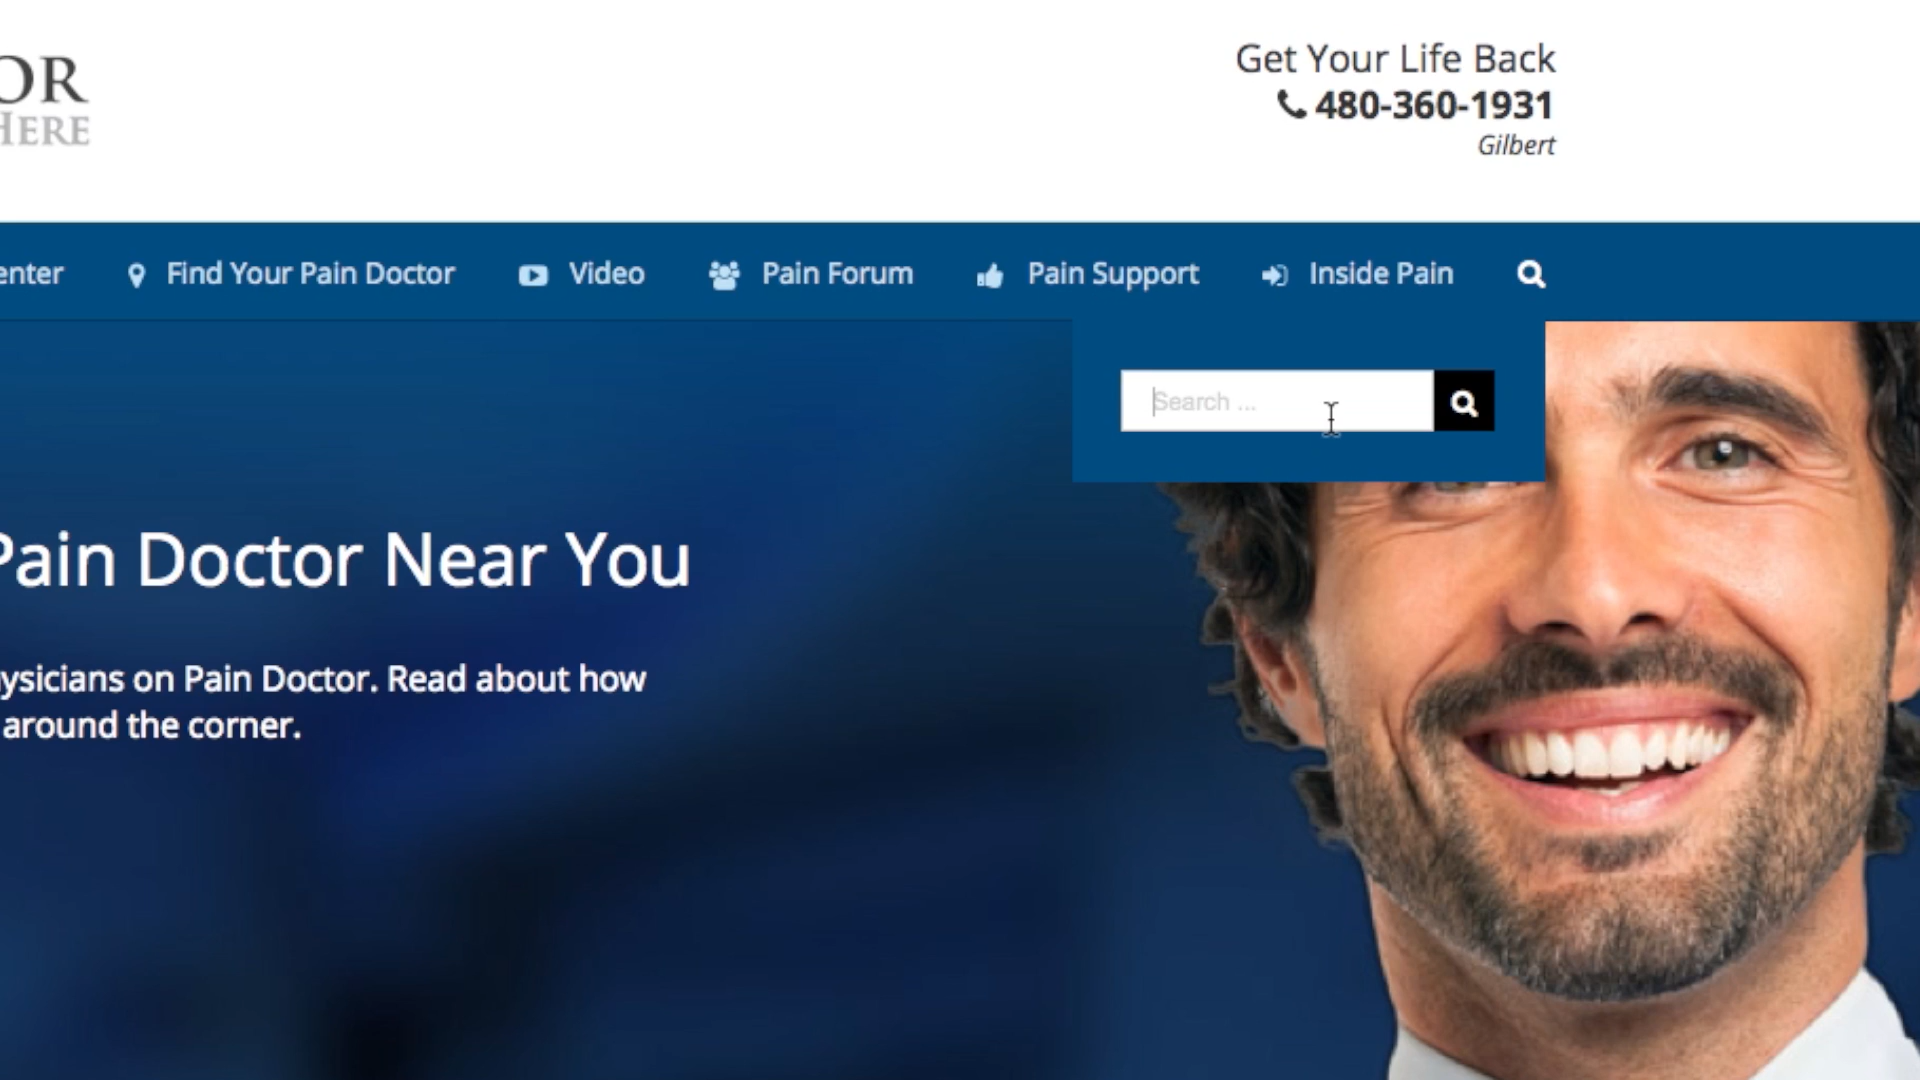 OR
HERE
Get Your Life Back
480-360-1931
Gilbert
enter Find Your Pain Doctor Video Pain Forum Pain Support Inside Pain
Search ...
Pain Doctor Near You
ysicians on Pain Doctor. Read about how
around the corner.